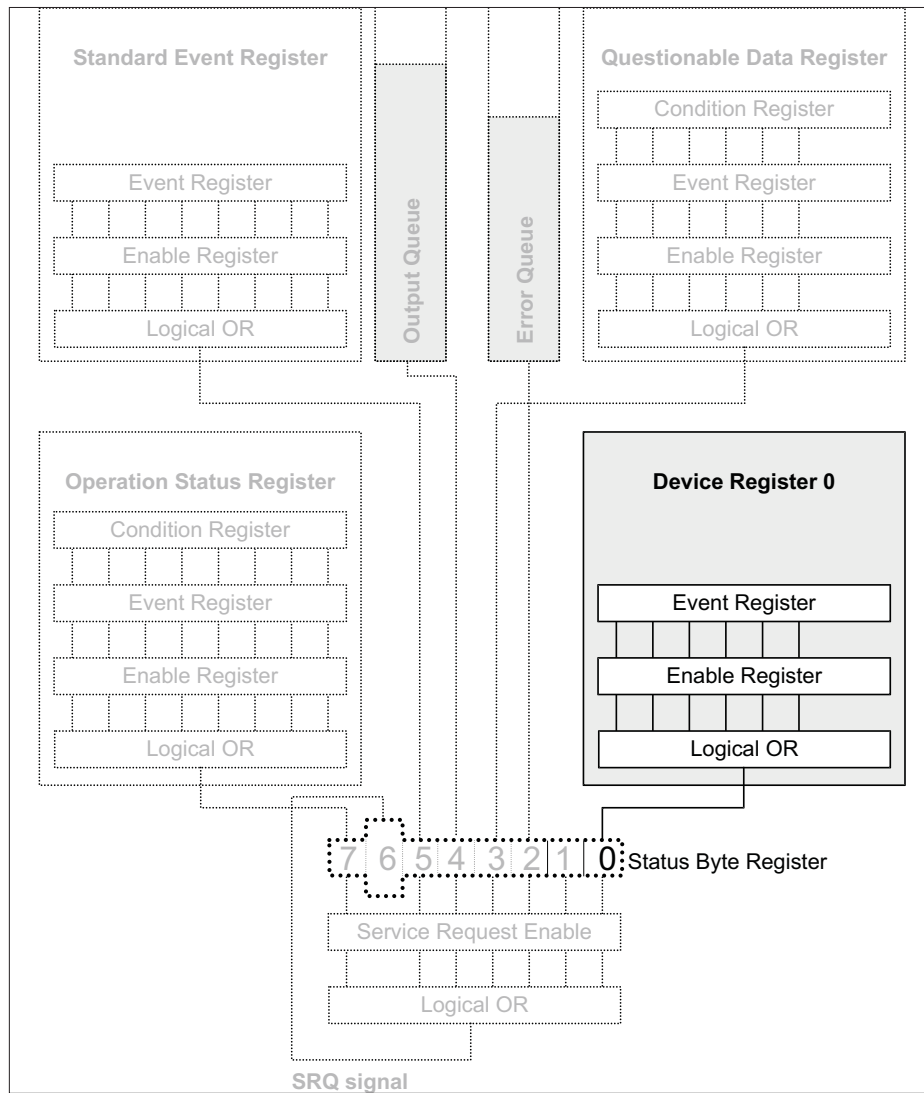 Standard Event Register
Event Register
Enable Register
Logical OR
Output Queue
Error Queue
Questionable Data Register
Condition Register
Event Register
Enable Register
Logical OR
Operation Status Register
Condition Register
Event Register
Enable Register
Logical OR
Device Register 0
Event Register
Enable Register
Logical OR
7 6 5 4 3 2 1 0 Status Byte Register
Service Request Enable
Logical OR
SRQ signal